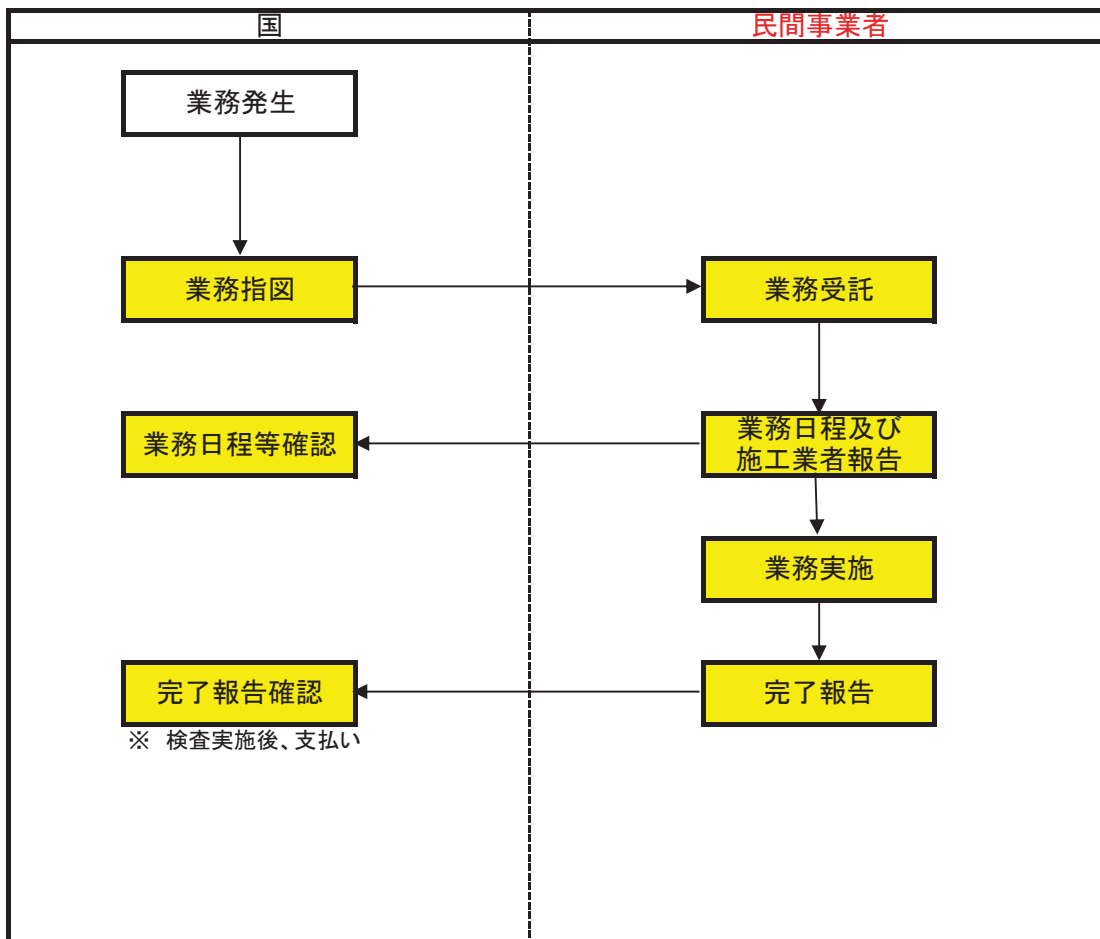 国
民間事業者
業務発生
業務指図
業務受託
業務日程等確認
業務日程及び
施工業者報告
業務実施
完了報告確認
完了報告
※ 検査実施後、支払い